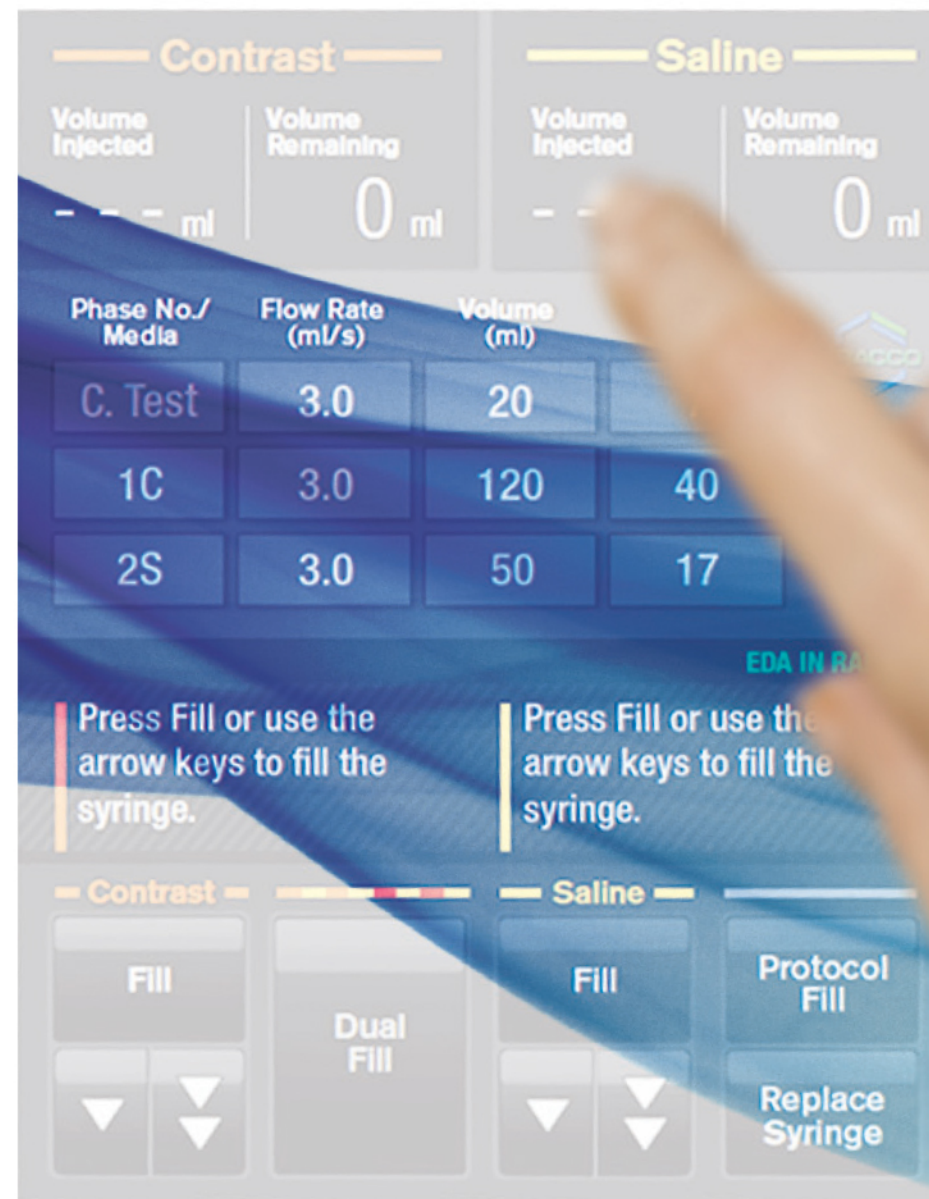 Contrast
Saline
Volume Injected
Volume Remaining
Volume Injected
Volume Remaining
- - - ml
0 ml
- -
0 ml
Phase No./ Media
Flow Rate (ml/s)
Volume (ml)
C. Test
3.0
20
1C
3.0
120
40
2S
3.0
50
17
EDA IN
Press Fill or use the
arrow keys to fill the
syringe.
Press Fill or use the
arrow keys to fill the
syringe.
Contrast
Saline
Fill
Dual
Fill
Fill
Protocol
Fill
Replace
Syringe